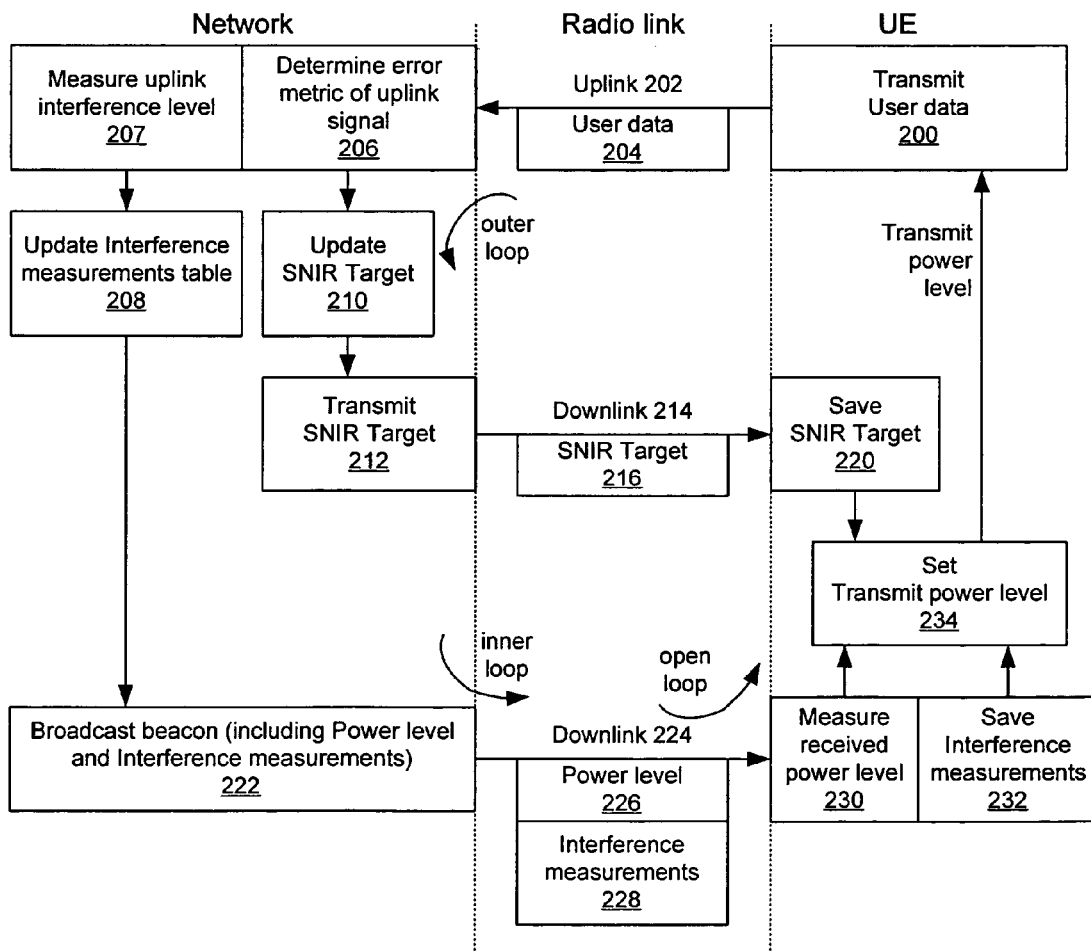 Network
Radio link
UE
Measure uplink
interference level
207
Determine error
metric of uplink
signal
206
Uplink 202
User data
204
Transmit
User data
200
Update Interference
measurements table
208
Update
SNIR Target
210
outer
loop
Transmit
power
level
Transmit
SNIR Target
212
Downlink 214
SNIR Target
216
Save
SNIR Target
220
Set
Transmit power level
234
inner
loop
open
loop
Broadcast beacon (including Power level
and Interference measurements)
222
Downlink 224
Power level
226
Interference
measurements
228
Measure
received
power level
230
Save
Interference
measurements
232